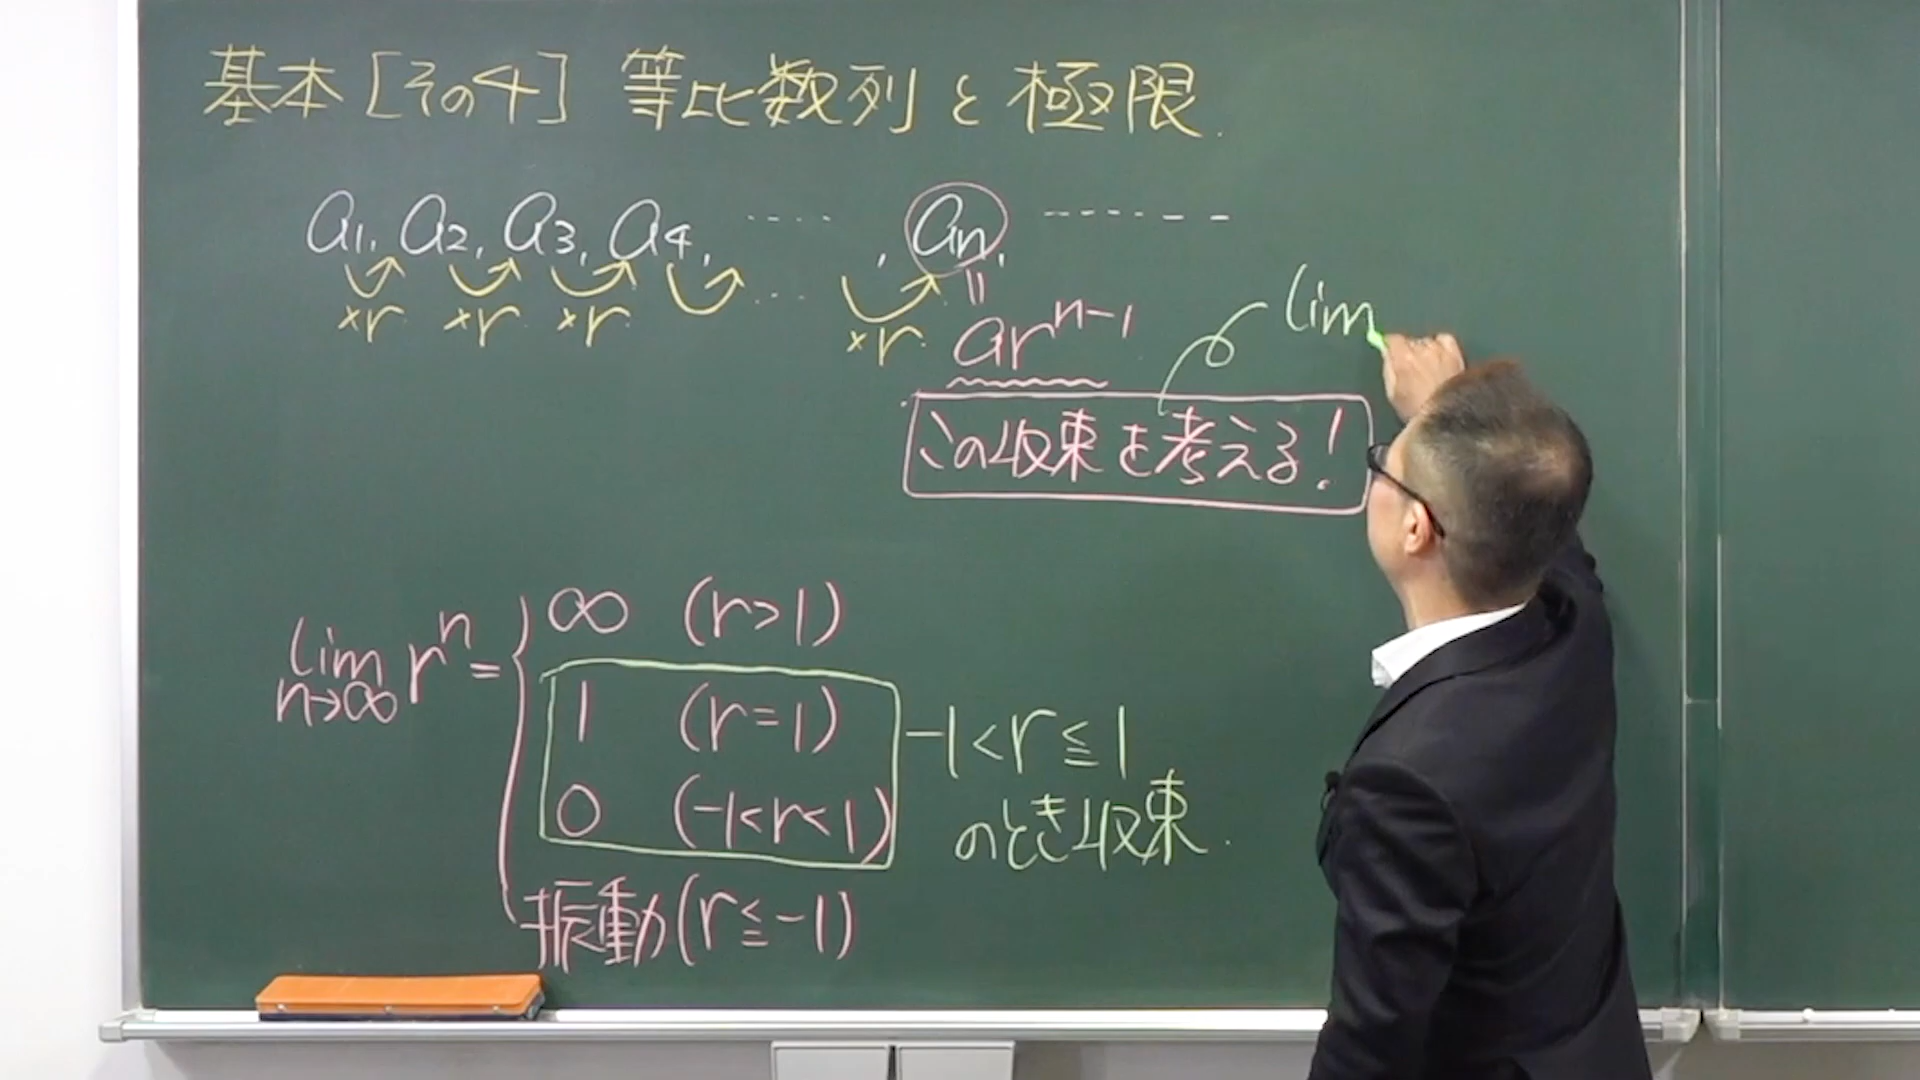 基本［その4］等比数列と極限.
a₁, a₂, a₃, a₄, ‥‥ , aₙ, ------
×r ×r ×r ‥‥ ×r
=
arⁿ⁻¹
lim
この収束を考える!
lim n→∞ rⁿ =
∞ (r>1)
1 (r=1)
0 (-1<r<1)
振動 (r≦-1)
-1<r≦1
のとき収束.